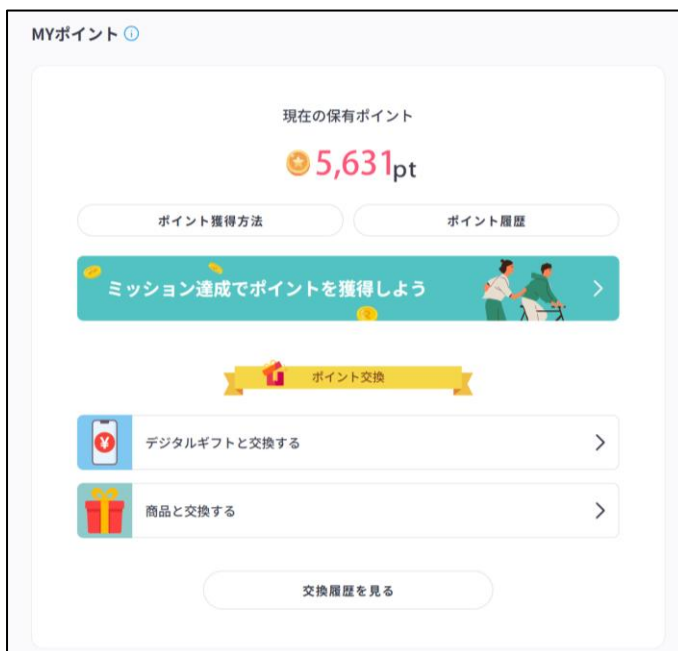 MYポイント
現在の保有ポイント
5,631pt
ポイント獲得方法
ポイント履歴
ミッション達成でポイントを獲得しよう
ポイント交換
¥
デジタルギフトと交換する
商品と交換する
交換履歴を見る